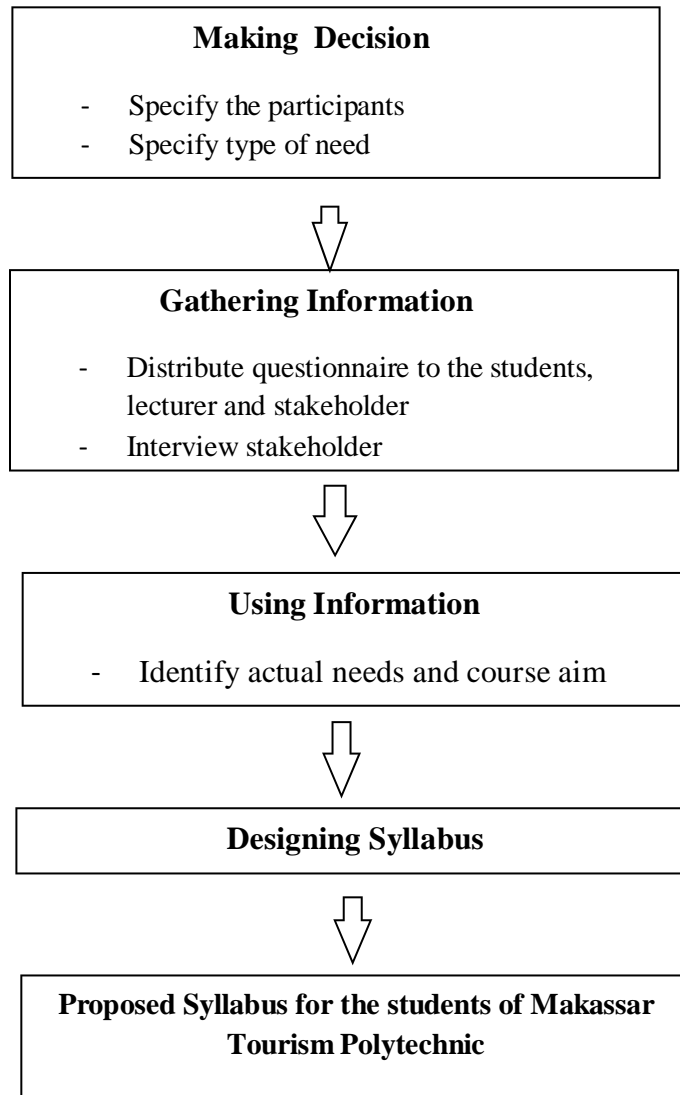 Making Decision
- Specify the participants
- Specify type of need
Gathering Information
- Distribute questionnaire to the students,
lecturer and stakeholder
- Interview stakeholder
Using Information
- Identify actual needs and course aim
Designing Syllabus
Proposed Syllabus for the students of Makassar
Tourism Polytechnic